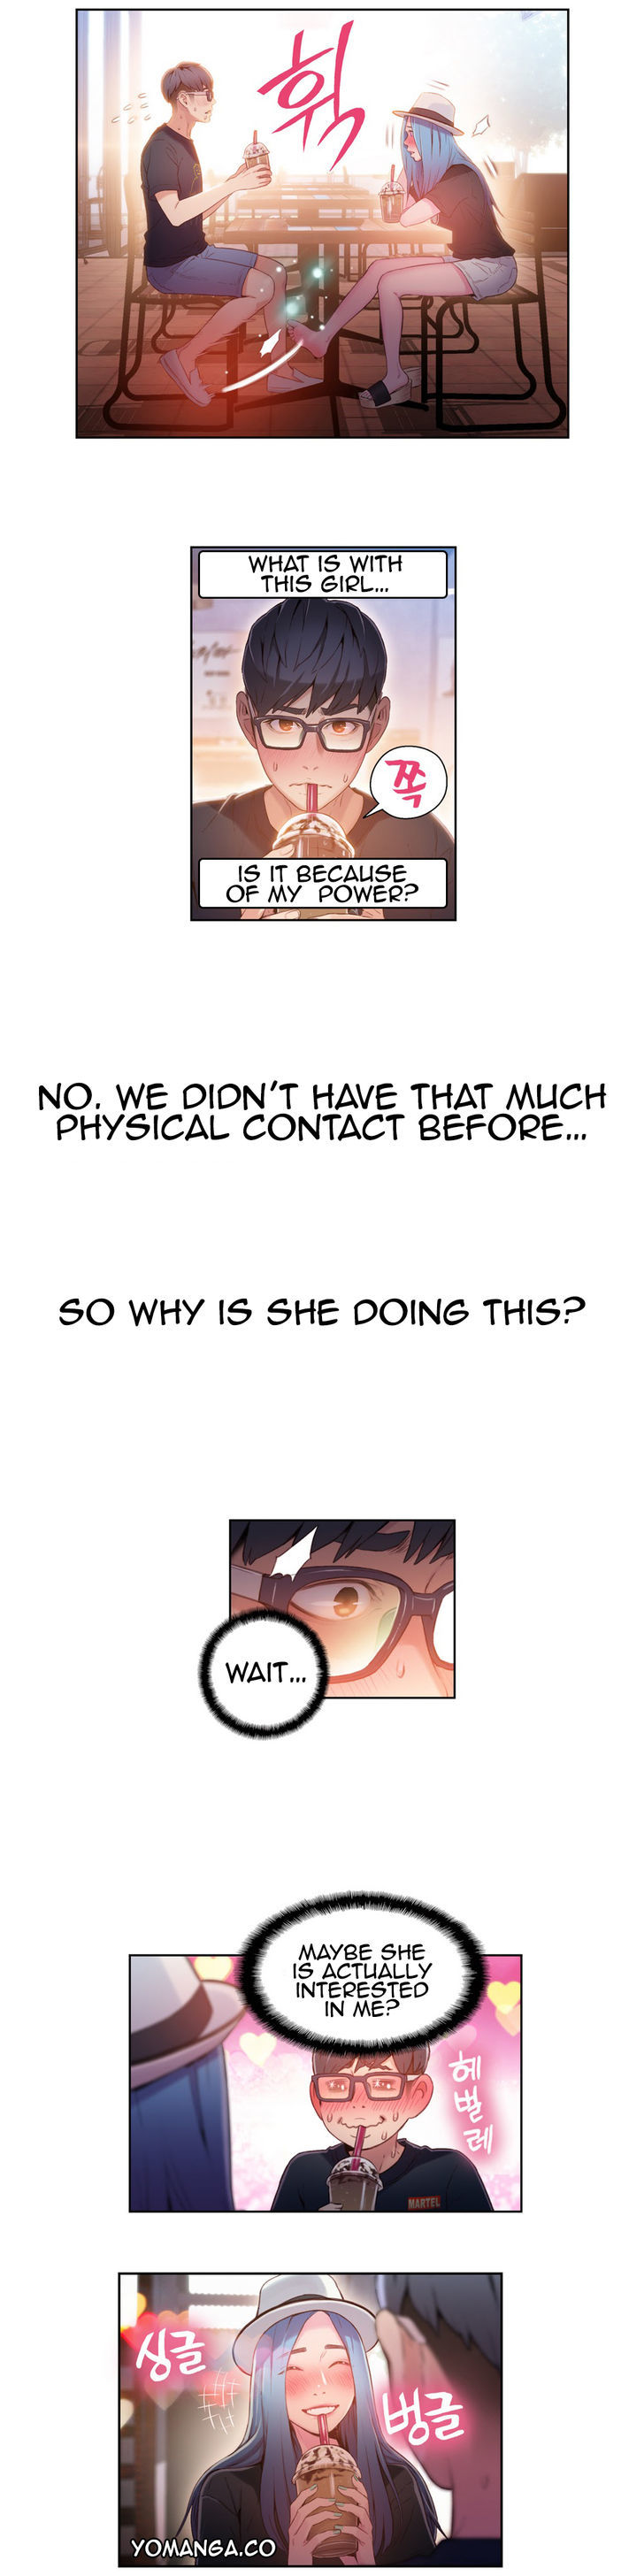 휙
WHAT IS WITH
THIS GIRL...
쪽
IS IT BECAUSE
OF MY POWER?
NO. WE DIDN'T HAVE THAT MUCH
PHYSICAL CONTACT BEFORE...
SO WHY IS SHE DOING THIS?
WAIT...
MAYBE SHE
IS ACTUALLY
INTERESTED
IN ME?
헤
벌
레
MARTEL
싱글
벙글
YOMANGA.CO